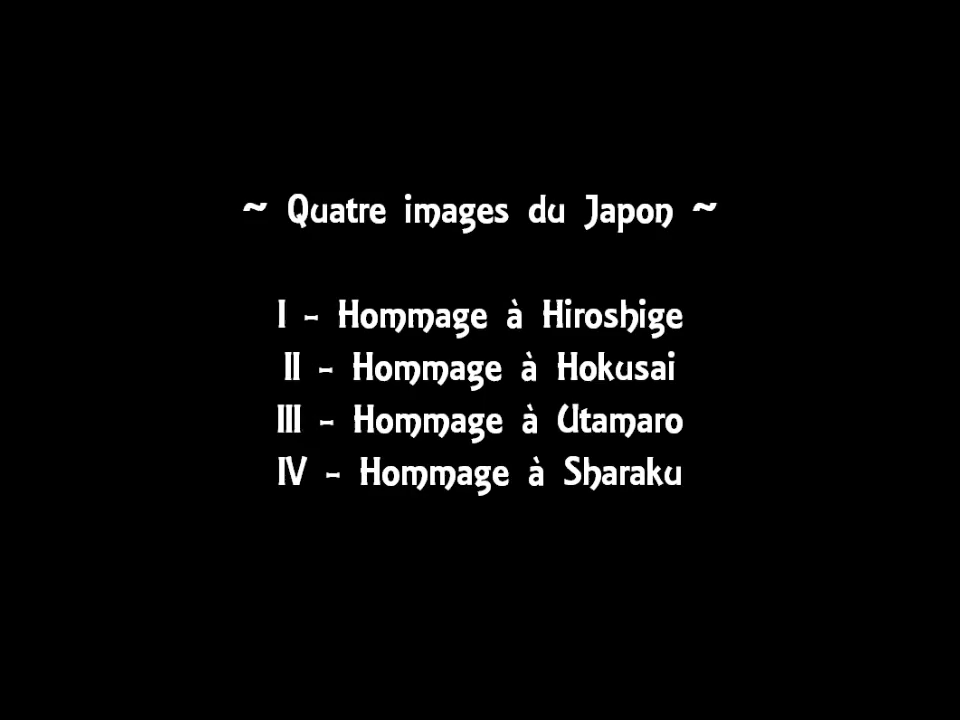 ~ Quatre images du Japon ~
I - Hommage à Hiroshige
II - Hommage à Hokusai
III - Hommage à Utamaro
IV - Hommage à Sharaku